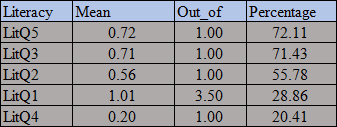 Literacy Mean Out_of Percentage
LitQ5 0.72 1.00 72.11
LitQ3 0.71 1.00 71.43
LitQ2 0.56 1.00 55.78
LitQ1 1.01 3.50 28.86
LitQ4 0.20 1.00 20.41